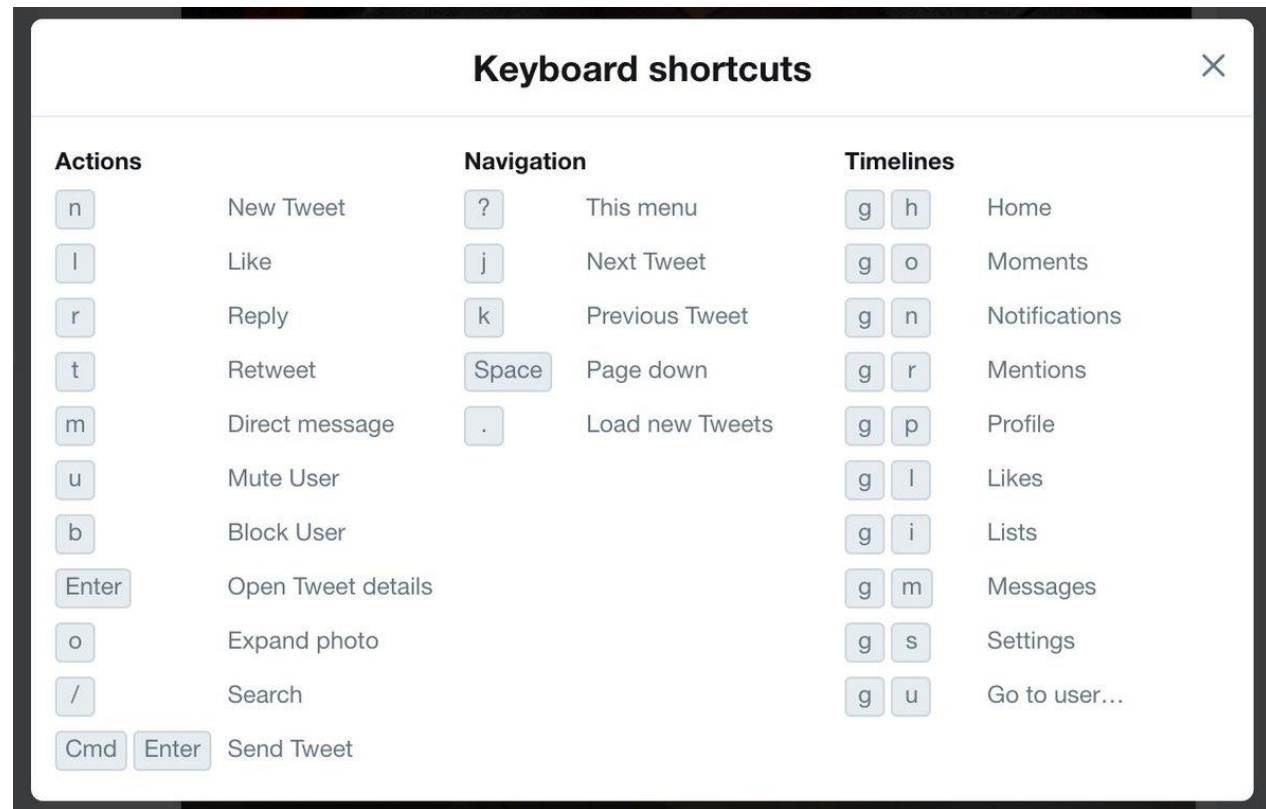 Keyboard shortcuts
Actions
n New Tweet
l Like
r Reply
t Retweet
m Direct message
u Mute User
b Block User
Enter Open Tweet details
o Expand photo
/ Search
Cmd Enter Send Tweet
Navigation
? This menu
j Next Tweet
k Previous Tweet
Space Page down
. Load new Tweets
Timelines
g h Home
g o Moments
g n Notifications
g r Mentions
g p Profile
g l Likes
g i Lists
g m Messages
g s Settings
g u Go to user…